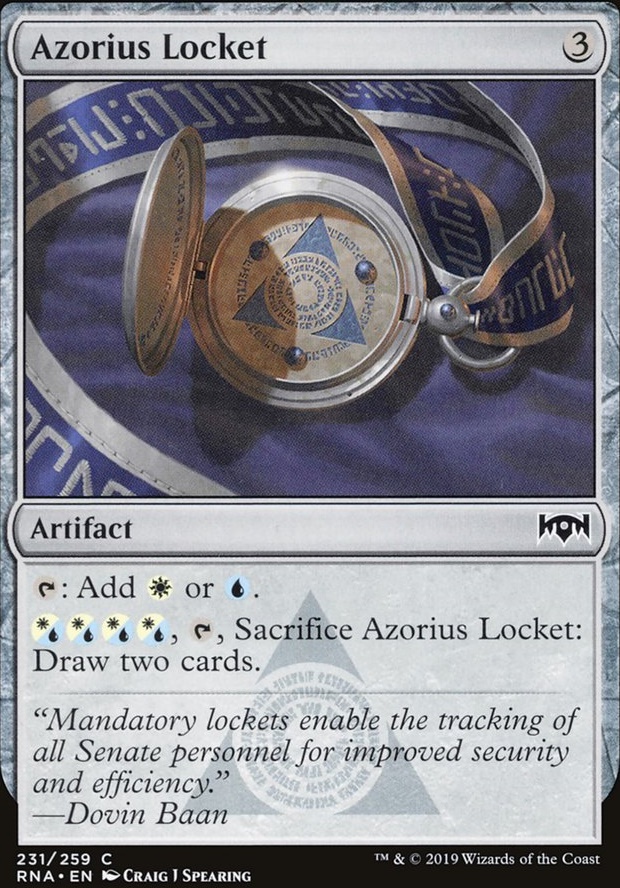 Azorius Locket 3
Artifact
: Add or .
, , Sacrifice Azorius Locket:
Draw two cards.
“Mandatory lockets enable the tracking of
all Senate personnel for improved security
and efficiency.”
—Dovin Baan
231/259 C
RNA • EN Craig J Spearing
™ & © 2019 Wizards of the Coast